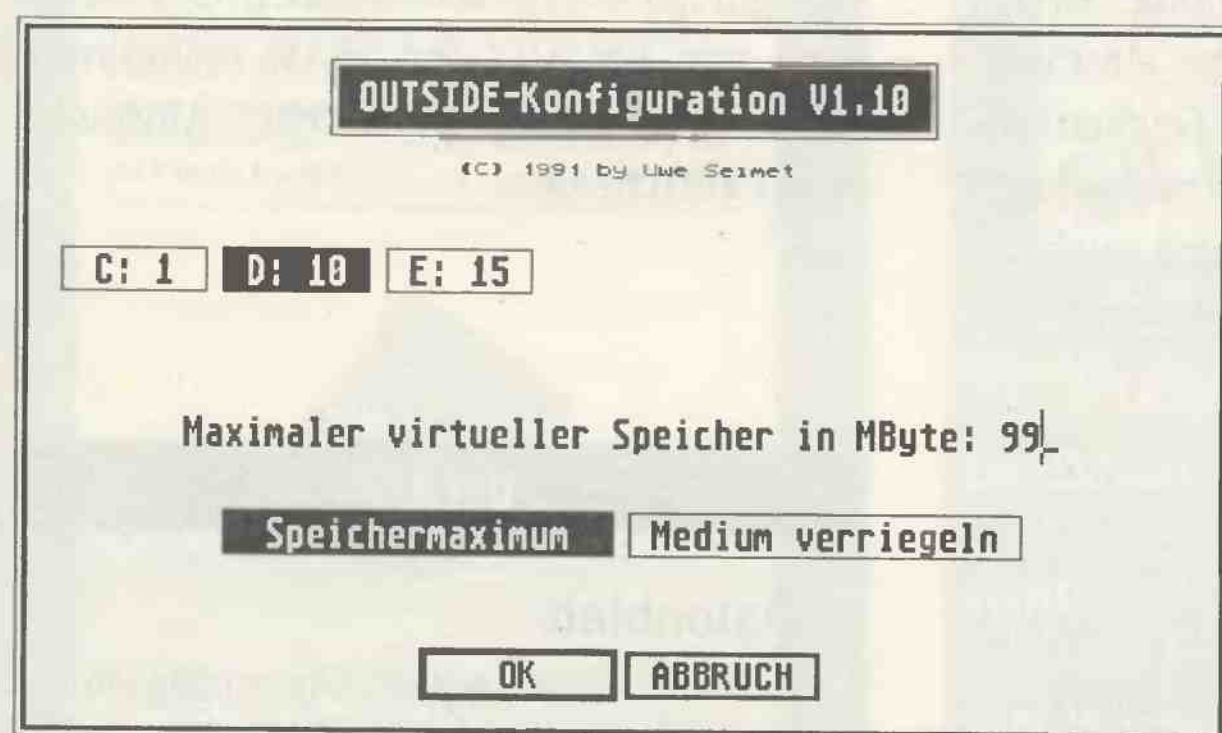 OUTSIDE-Konfiguration V1.10
(C) 1991 by Uwe Seimet
C: 1 D: 10 E: 15
Maximaler virtueller Speicher in MByte: 99_
Speichermaximum Medium verriegeln
OK ABBRUCH